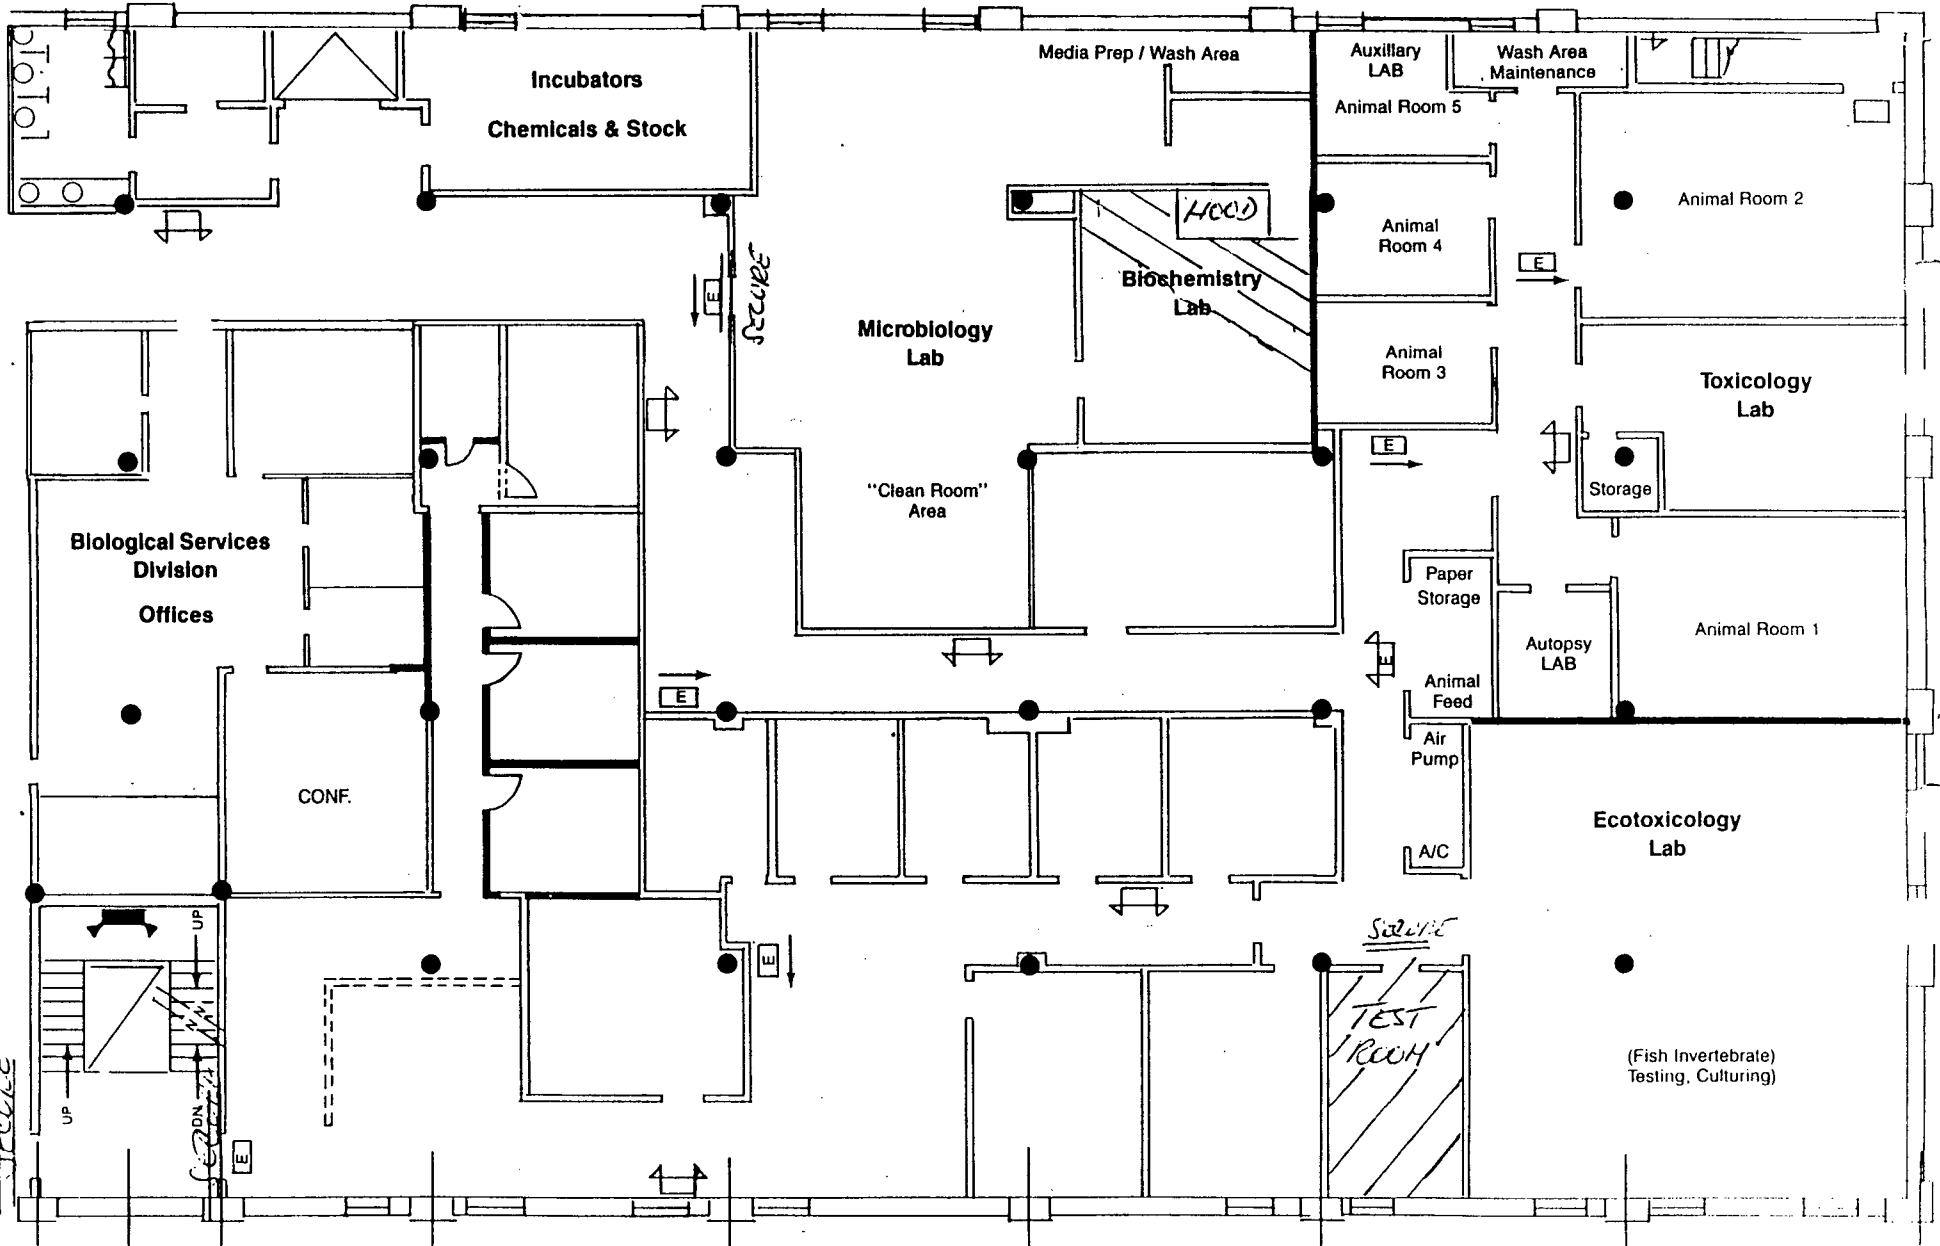 Media Prep / Wash Area
Auxillary
LAB
Wash Area
Maintenance
Incubators
Chemicals & Stock
Animal Room 5
HOOD
Animal Room 2
Animal
Room 4
E
E
SECURE
Biochemistry
Lab
Microbiology
Lab
Animal
Room 3
Toxicology
Lab
E
Storage
"Clean Room"
Area
Biological Services
Division
Offices
Paper
Storage
Animal Room 1
Autopsy
LAB
E
Animal
Feed
E
Air
Pump
CONF.
A/C
Ecotoxicology
Lab
UP
SECURE
E
TEST
ROOM
(Fish Invertebrate)
Testing, Culturing)
UP
DN
SECURE
E